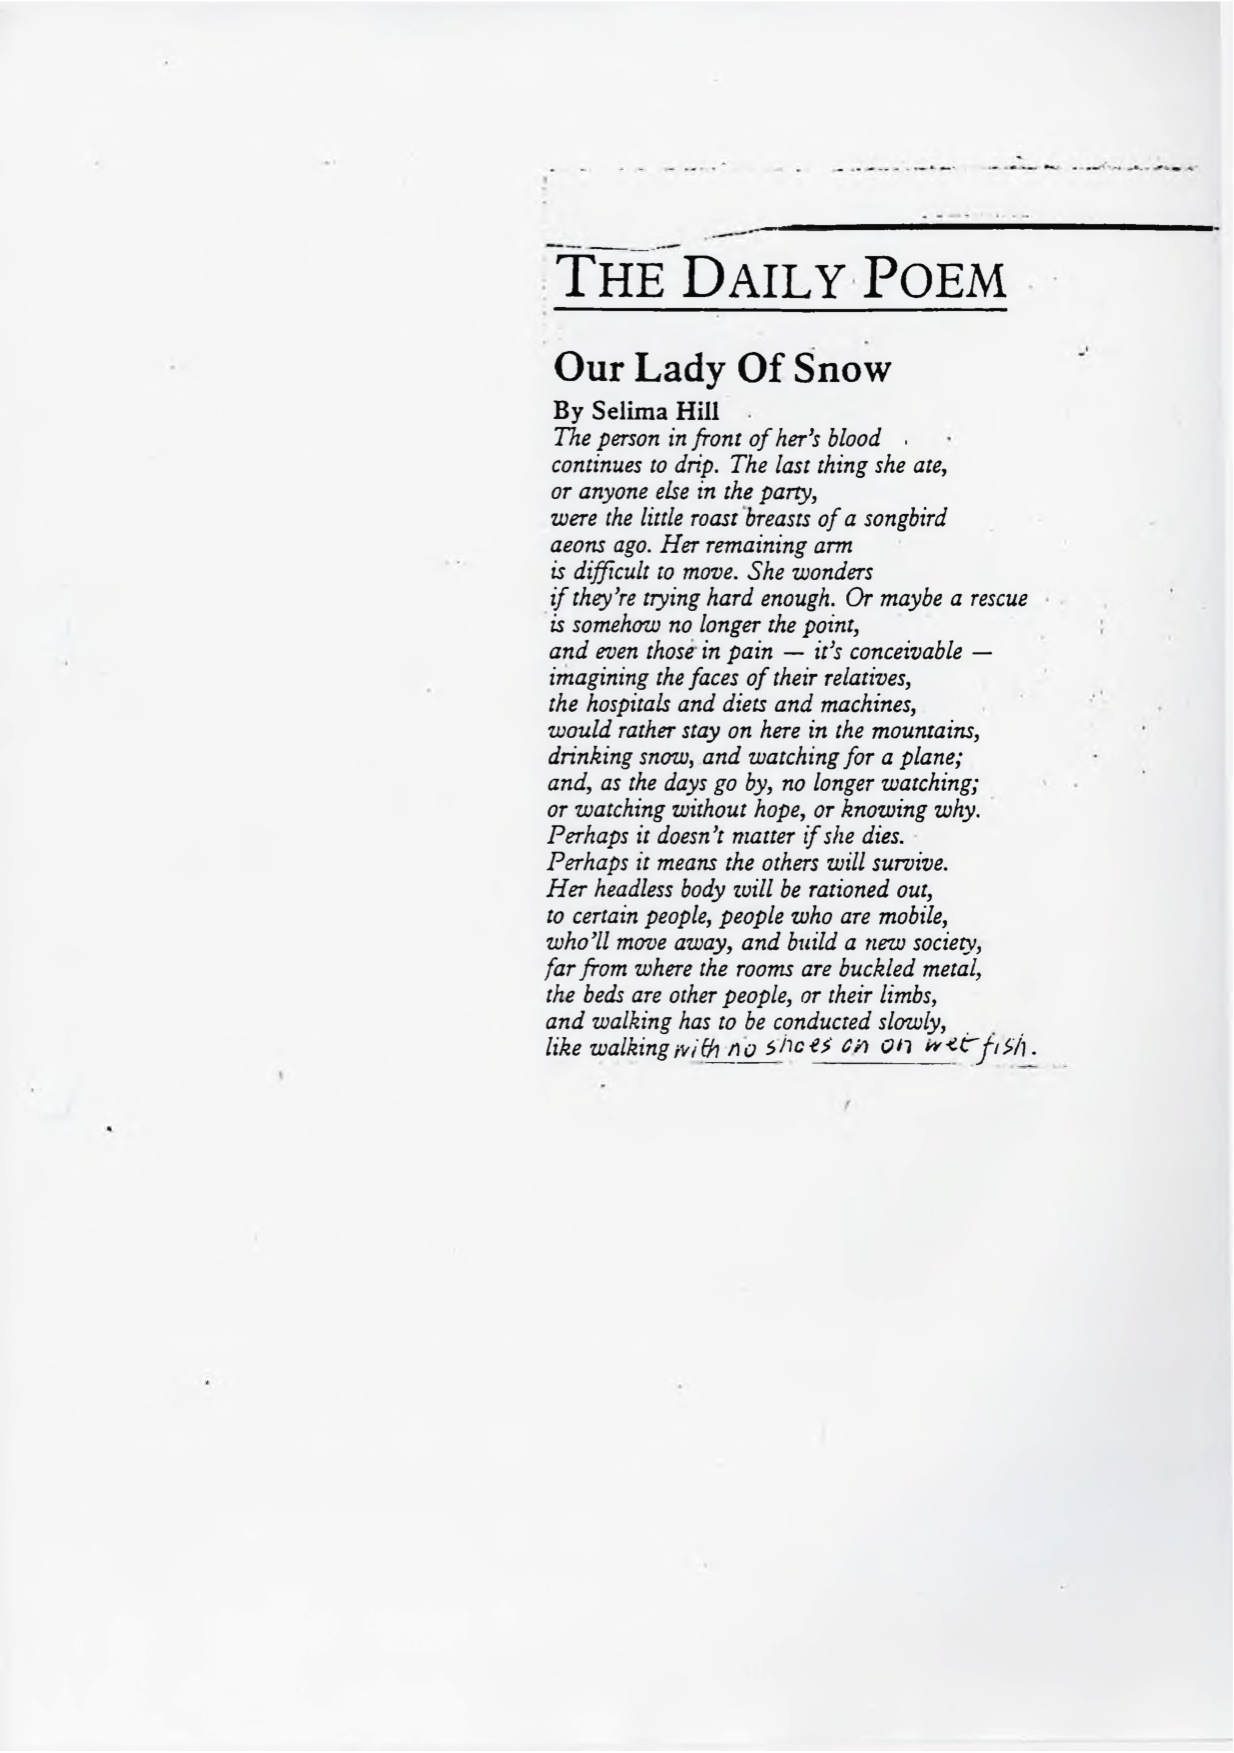 THE DAILY POEM
Our Lady Of Snow
By Selima Hill
The person in front of her's blood
continues to drip. The last thing she ate,
or anyone else in the party,
were the little roast breasts of a songbird
aeons ago. Her remaining arm
is difficult to move. She wonders
if they're trying hard enough. Or maybe a rescue
is somehow no longer the point,
and even those in pain — it's conceivable —
imagining the faces of their relatives,
the hospitals and diets and machines,
would rather stay on here in the mountains,
drinking snow, and watching for a plane;
and, as the days go by, no longer watching;
or watching without hope, or knowing why.
Perhaps it doesn't matter if she dies.
Perhaps it means the others will survive.
Her headless body will be rationed out,
to certain people, people who are mobile,
who'll move away, and build a new society,
far from where the rooms are buckled metal,
the beds are other people, or their limbs,
and walking has to be conducted slowly,
like walking with no shoes on on wet fish.